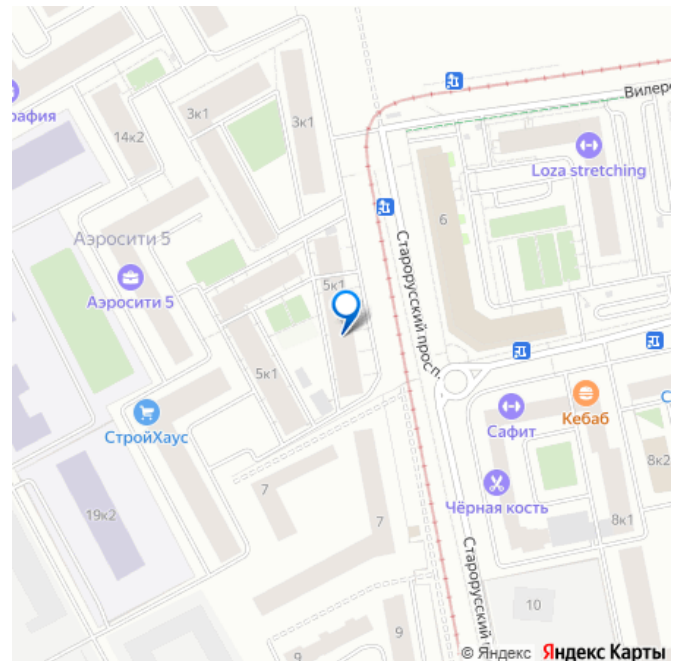 Вилер
рафия
3к1
3к1
14к2
Loza stretching
6
Аэросити 5
Старорусский просп.
5к1
Аэросити 5
5к1
СтройХаус
Сафит
Кебаб
С
8к2
Чёрная кость
7
7
19к2
8к1
Старорусский
10
9
9
© Яндекс Яндекс Карты